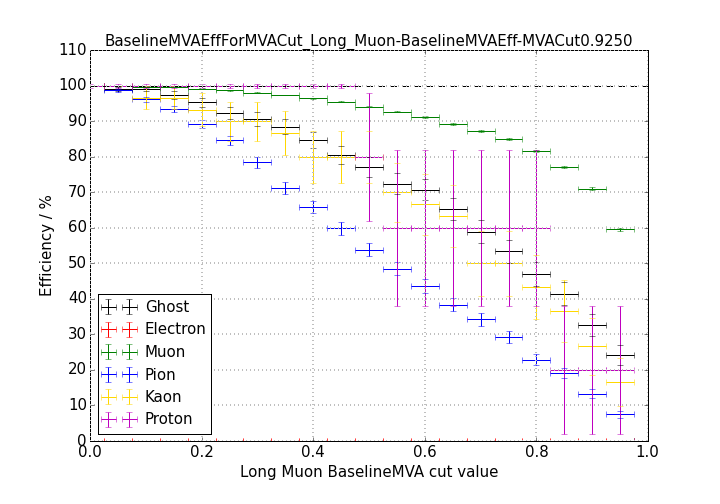 BaselineMVAEffForMVACut_Long_Muon-BaselineMVAEff-MVACut0.9250
110
100
90
80
70
60
50
40
30
20
10
0
Efficiency / %
Ghost
Electron
Muon
Pion
Kaon
Proton
0.0 0.2 0.4 0.6 0.8 1.0
Long Muon BaselineMVA cut value